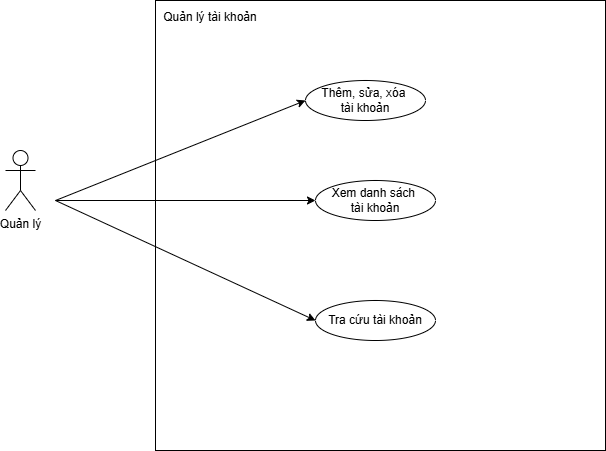 Quản lý tài khoản
Thêm, sửa, xóa
tài khoản
Xem danh sách
tài khoản
Quản lý
Tra cứu tài khoản